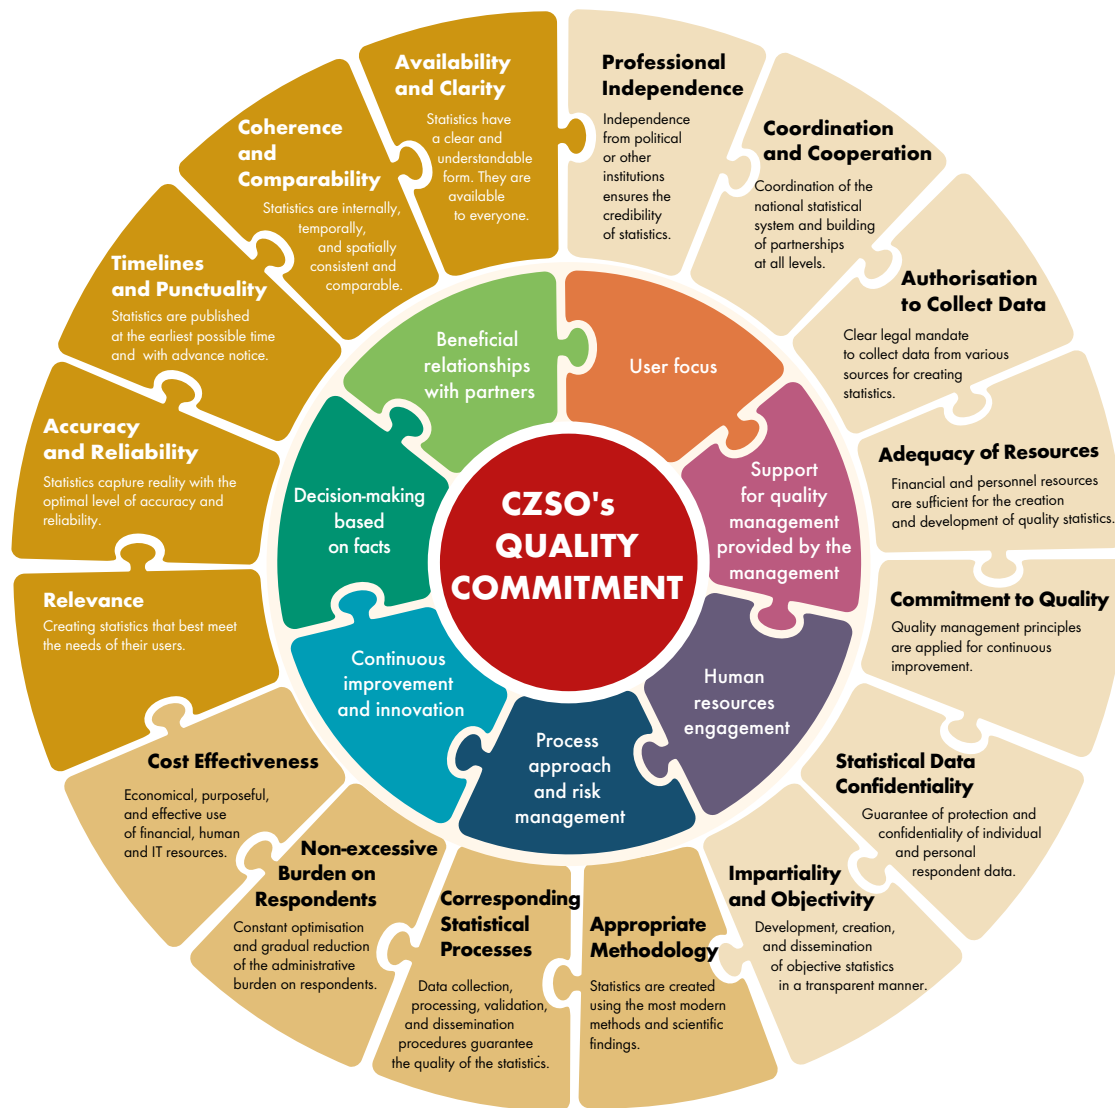 CZSO's
QUALITY
COMMITMENT
User focus
Support
for quality
management
provided by the
management
Human
resources
engagement
Process
approach
and risk
management
Continuous
improvement
and innovation
Decision-making
based
on facts
Beneficial
relationships
with partners
Professional
Independence
Independence
from political
or other
institutions
ensures the
credibility
of statistics.
Coordination
and Cooperation
Coordination of the
national statistical
system and building
of partnerships
at all levels.
Authorisation
to Collect Data
Clear legal mandate
to collect data from various
sources for creating
statistics.
Adequacy of Resources
Financial and personnel resources
are sufficient for the creation
and development of quality statistics.
Commitment to Quality
Quality management principles
are applied for continuous
improvement.
Statistical Data
Confidentiality
Guarantee of protection and
confidentiality of individual
and personal
respondent data.
Impartiality
and Objectivity
Development, creation,
and dissemination
of objective statistics
in a transparent manner.
Appropriate
Methodology
Statistics are created
using the most modern
methods and scientific
findings.
Corresponding
Statistical
Processes
Data collection,
processing, validation,
and dissemination
procedures guarantee
the quality of the statistics.
Non-excessive
Burden on
Respondents
Constant optimisation
and gradual reduction
of the administrative
burden on respondents.
Cost Effectiveness
Economical, purposeful,
and effective use
of financial, human
and IT resources.
Relevance
Creating statistics that best meet
the needs of their users.
Accuracy
and Reliability
Statistics capture reality with the
optimal level of accuracy and
reliability.
Timelines
and Punctuality
Statistics are published
at the earliest possible time
and with advance notice.
Coherence
and
Comparability
Statistics are internally,
temporally,
and spatially
consistent and
comparable.
Availability
and Clarity
Statistics have
a clear and
understandable
form. They are
available
to everyone.